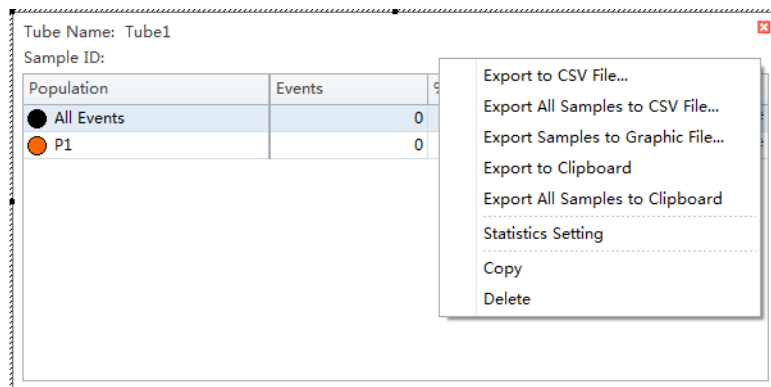 Tube Name: Tube1
Sample ID:
Population Events %
All Events 0
P1 0
Export to CSV File...
Export All Samples to CSV File...
Export Samples to Graphic File...
Export to Clipboard
Export All Samples to Clipboard
Statistics Setting
Copy
Delete